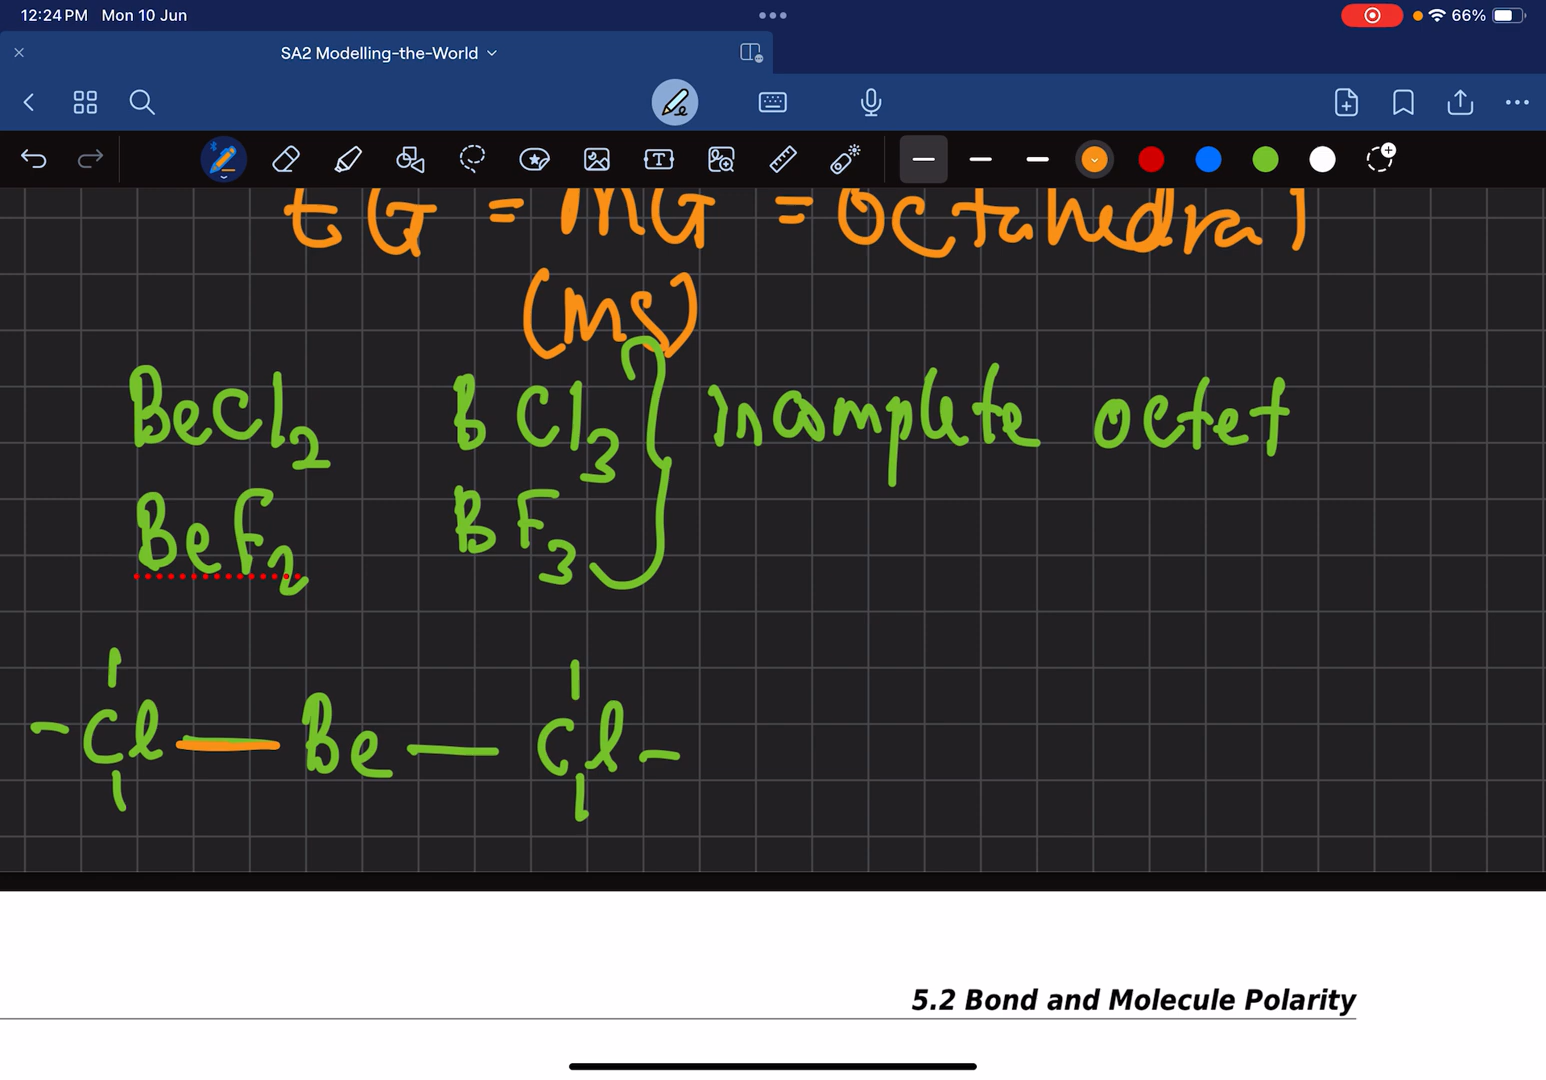 12:24 PM Mon 10 Jun
66%
SA2 Modelling-the-World
tG = mG = octahedral
(ms)
BeCl2 BCl3 } incomplete octet
BeF2 BF3
Cl — Be — Cl
5.2 Bond and Molecule Polarity